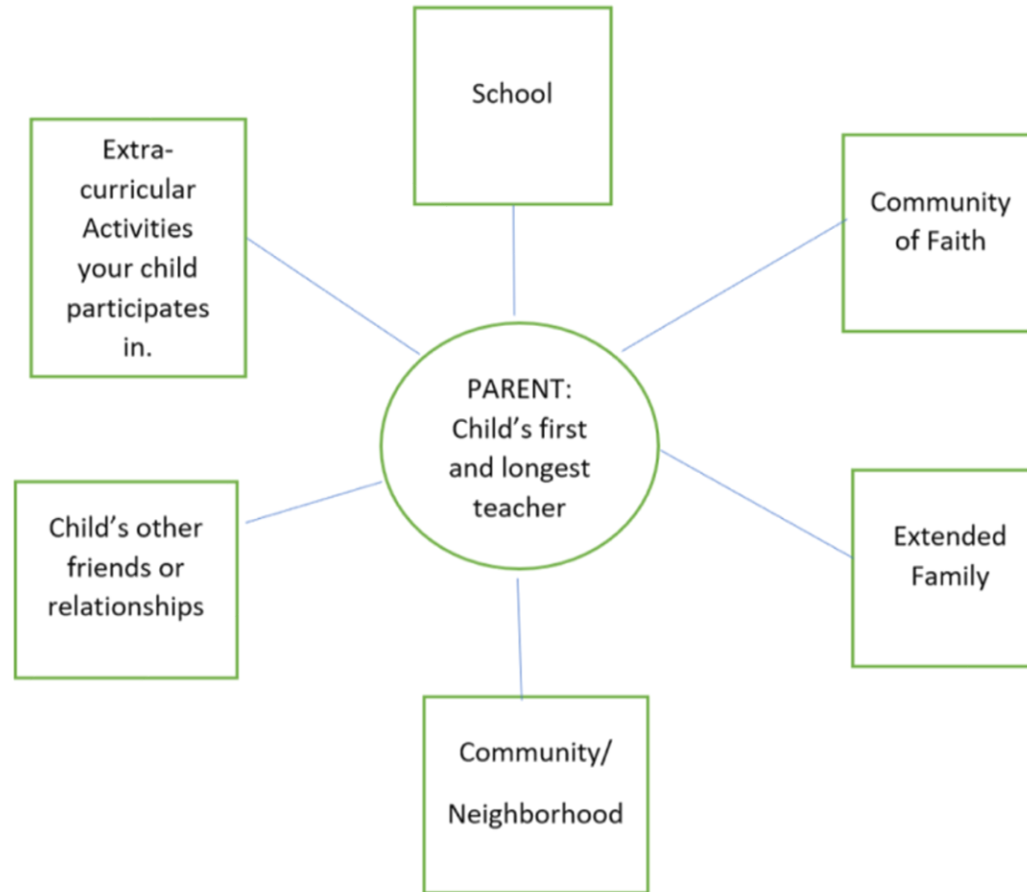 School
Extra-
curricular
Activities
your child
participates
in.
Community
of Faith
PARENT:
Child’s first
and longest
teacher
Child’s other
friends or
relationships
Extended
Family
Community/
Neighborhood